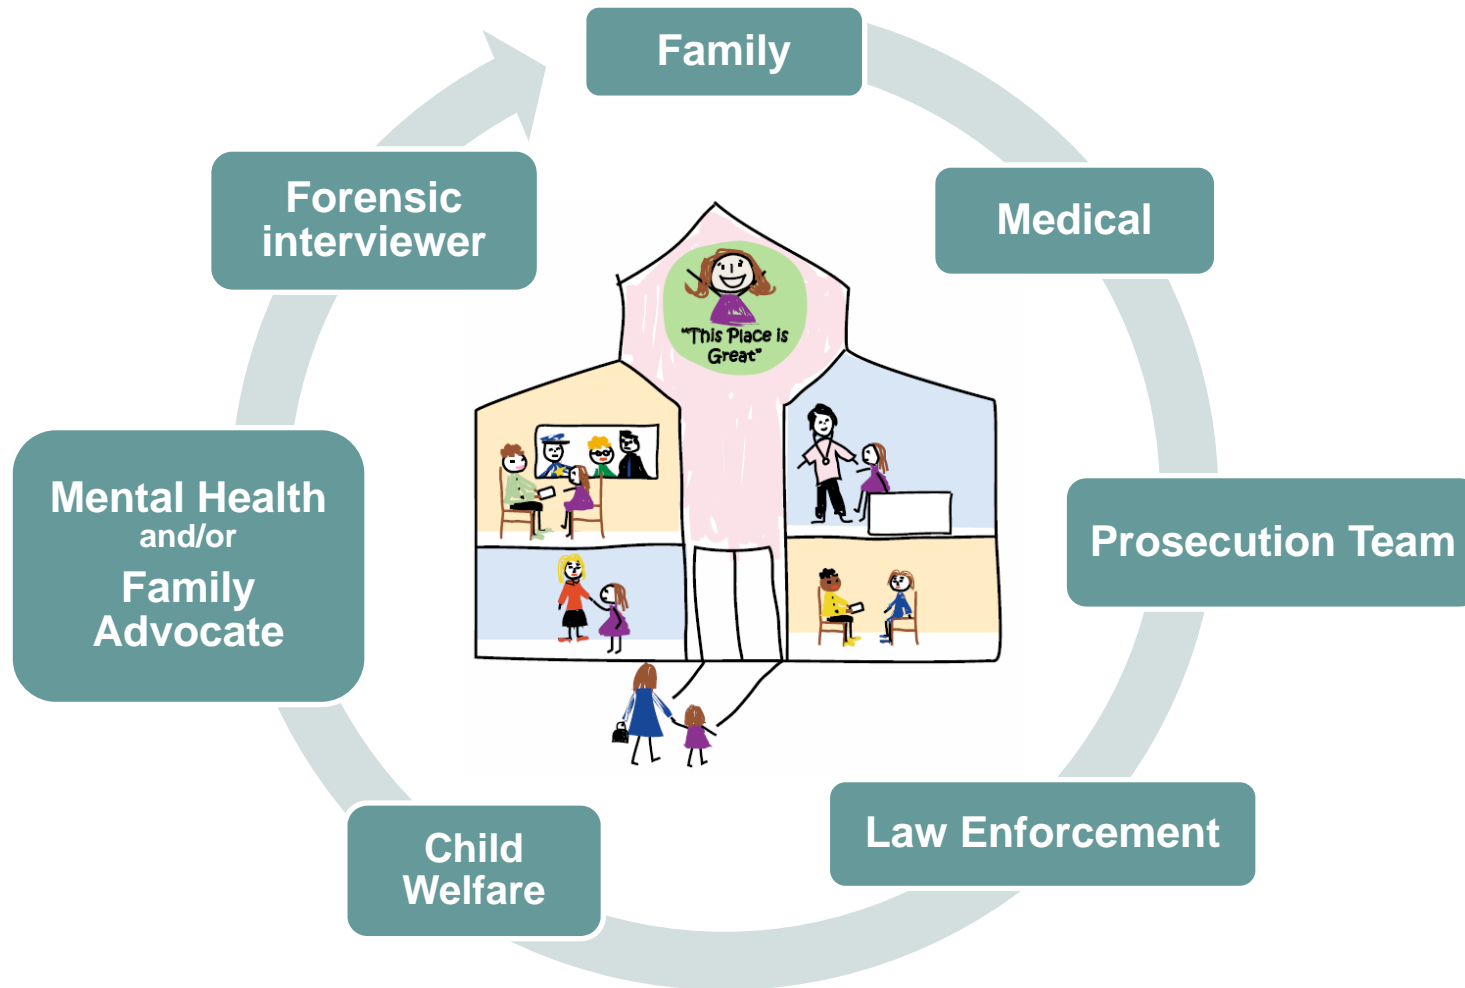 Family
Medical
Prosecution Team
Law Enforcement
Child
Welfare
Mental Health
and/or
Family
Advocate
Forensic
interviewer
"This Place is
Great"